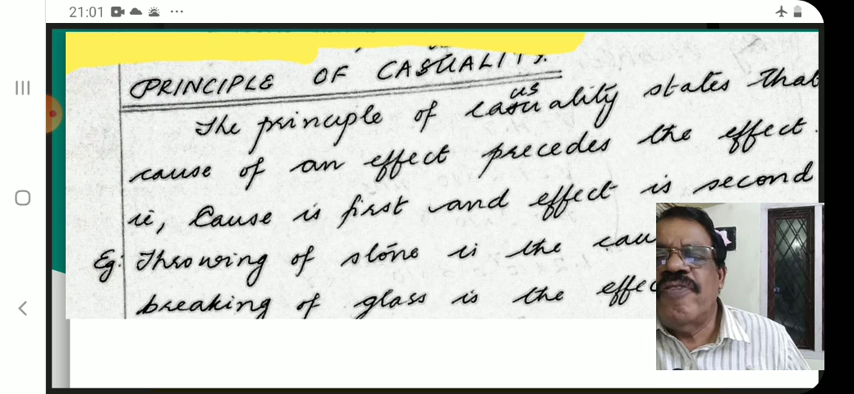 21:01
PRINCIPLE OF CASUALITY.
us
The principle of casuality states that
cause of an effect precedes the effect.
ie, Cause is first and effect is second
Eg: Throwing of stone is the
breaking of glass is the